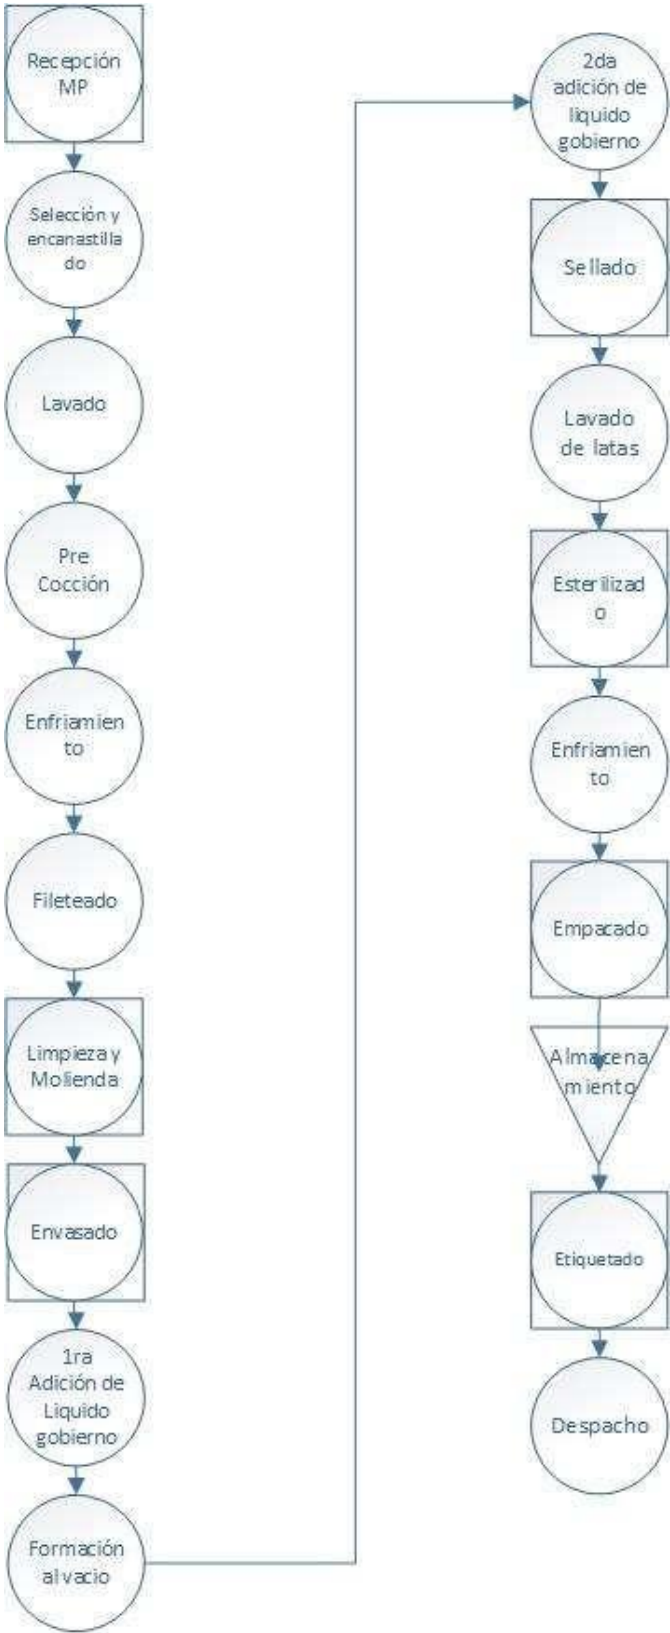 Recepción
MP
Selección y
encanastilla
do
Lavado
Pre
Cocción
Enfriamien
to
Fileteado
Limpieza y
Molienda
Envasado
1ra
Adición de
Liquido
gobierno
Formación
al vacio
2da
adición de
liquido
gobierno
Sellado
Lavado
de latas
Esterilizad
o
Enfriamien
to
Empacado
Almacena
miento
Etiquetado
Despacho